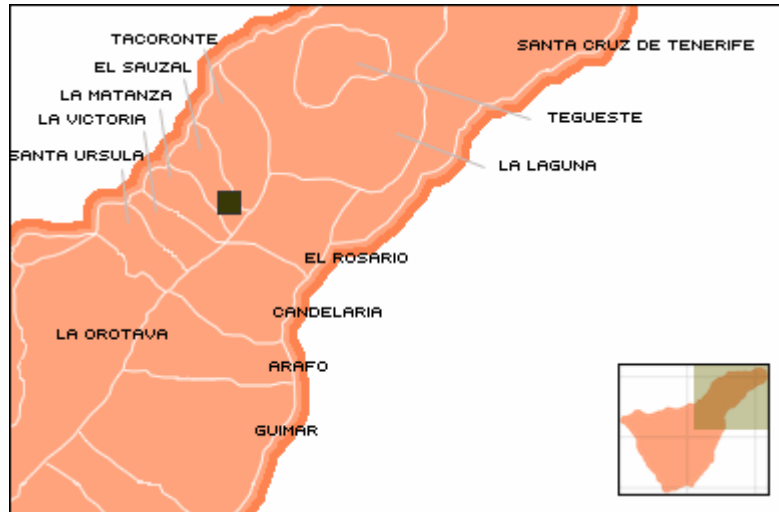 TACORONTE
SANTA CRUZ DE TENERIFE
EL SAUZAL
LA MATANZA
LA VICTORIA
TEGUESTE
SANTA URSULA
LA LAGUNA
EL ROSARIO
CANDELARIA
LA OROTAVA
ARAFO
GUIMAR